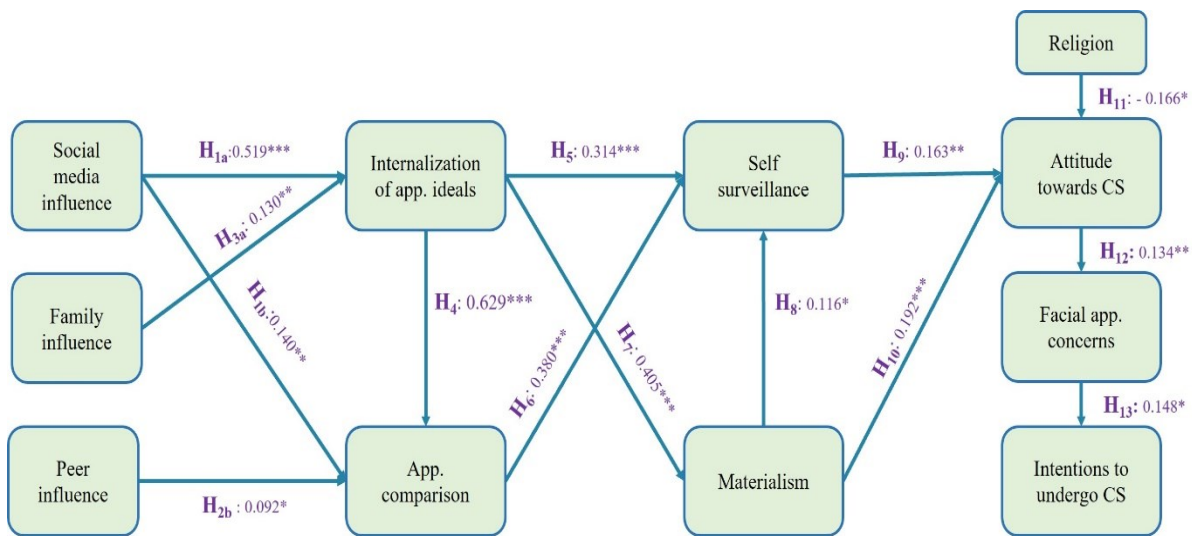 Religion
H11: - 0.166*
Social
media
influence
H1a:0.519***
Internalization
of app. ideals
H5: 0.314***
Self
surveillance
H9: 0.163**
Attitude
towards CS
H3a: 0.130**
H1b:0.140**
H4: 0.629***
H6: 0.380***
H7: 0.405***
H8: 0.116*
H10: 0.192***
H12: 0.134**
Family
influence
Facial app.
concerns
H13: 0.148*
Peer
influence
H2b : 0.092*
App.
comparison
Materialism
Intentions to
undergo CS